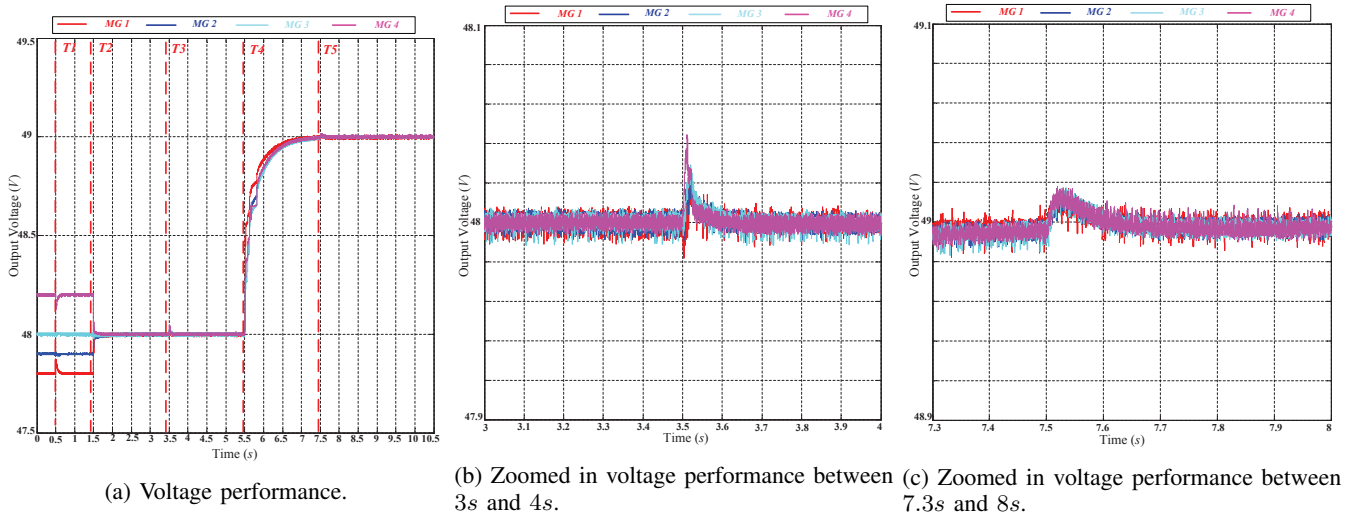 MG 1 MG 2 MG 3 MG 4
T1 T2 T3 T4 T5
49.5
49
48.5
48
47.5
Output Voltage (V)
0 0.5 1 1.5 2 2.5 3 3.5 4 4.5 5 5.5 6 6.5 7 7.5 8 8.5 9 9.5 10 10.5
Time (s)
(a) Voltage performance.
MG 1 MG 2 MG 3 MG 4
48.1
48
47.9
Output Voltage (V)
3 3.1 3.2 3.3 3.4 3.5 3.6 3.7 3.8 3.9 4
Time (s)
(b) Zoomed in voltage performance between
3s and 4s.
MG 1 MG 2 MG 3 MG 4
49.1
49
48.9
Output Voltage (V)
7.3 7.4 7.5 7.6 7.7 7.8 7.9 8
Time (s)
(c) Zoomed in voltage performance between
7.3s and 8s.